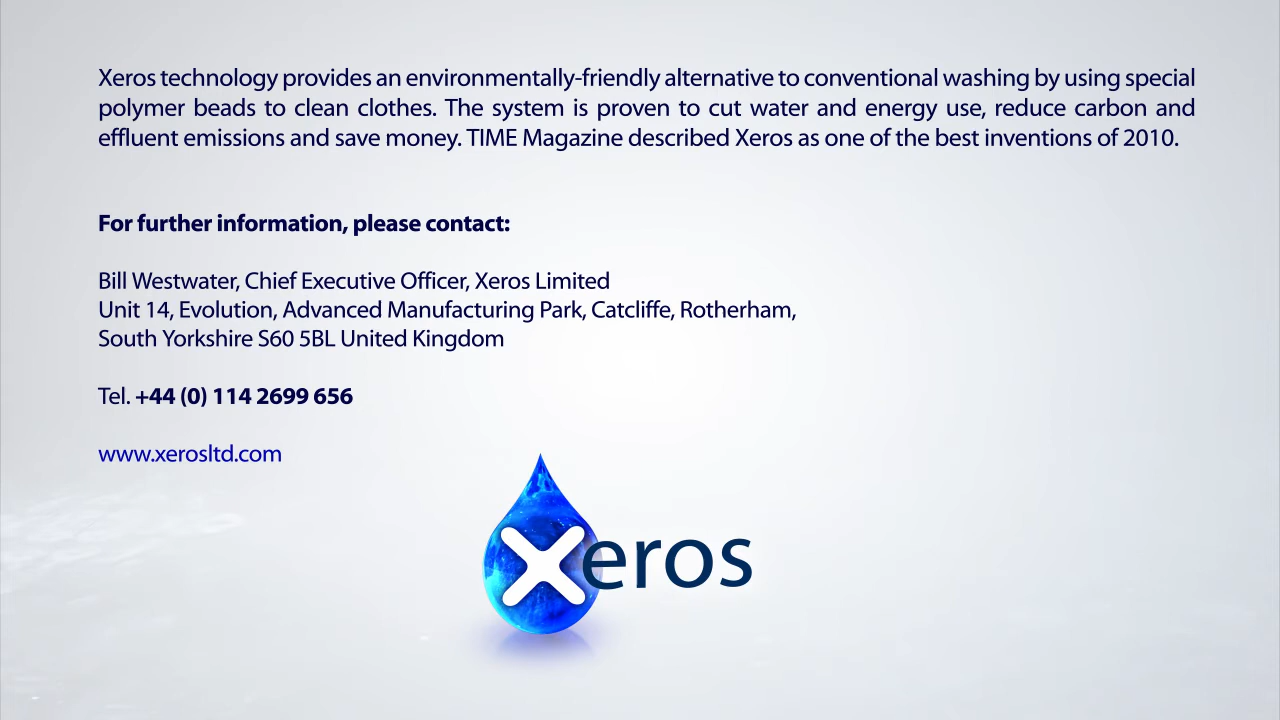 Xeros technology provides an environmentally-friendly alternative to conventional washing by using special
polymer beads to clean clothes. The system is proven to cut water and energy use, reduce carbon and
effluent emissions and save money. TIME Magazine described Xeros as one of the best inventions of 2010.
For further information, please contact:
Bill Westwater, Chief Executive Officer, Xeros Limited
Unit 14, Evolution, Advanced Manufacturing Park, Catcliffe, Rotherham,
South Yorkshire S60 5BL United Kingdom
Tel. +44 (0) 114 2699 656
www.xerosltd.com
Xeros